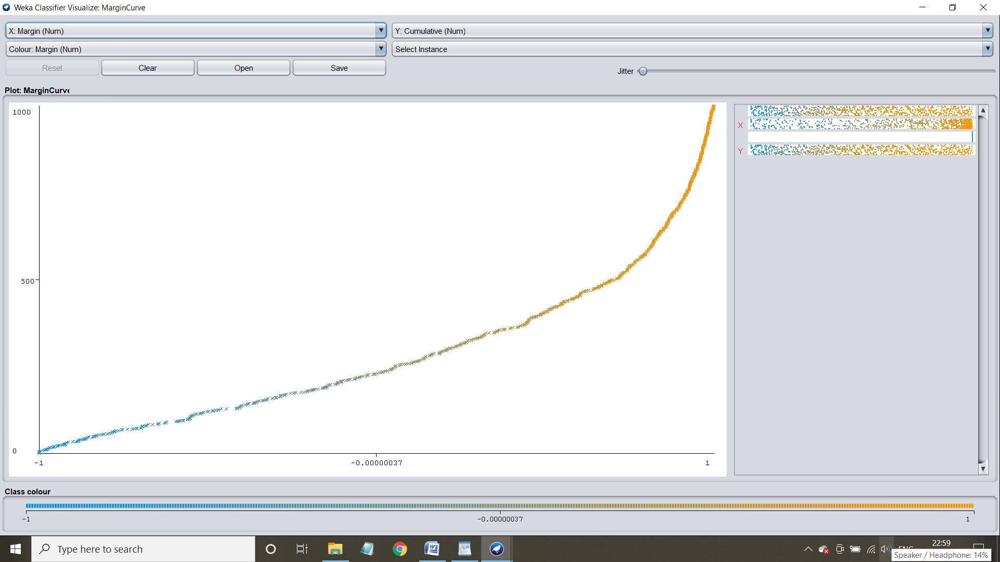 Weka Classifier Visualize: MarginCurve
X: Margin (Num)
Y: Cumulative (Num)
Colour: Margin (Num)
Select Instance
Reset
Clear
Open
Save
Jitter
Plot: MarginCurve
1000
500
0
-1
-0.00000037
1
X
Y
Class colour
-1
-0.00000037
1
Type here to search
22:59
Speaker / Headphone: 14%